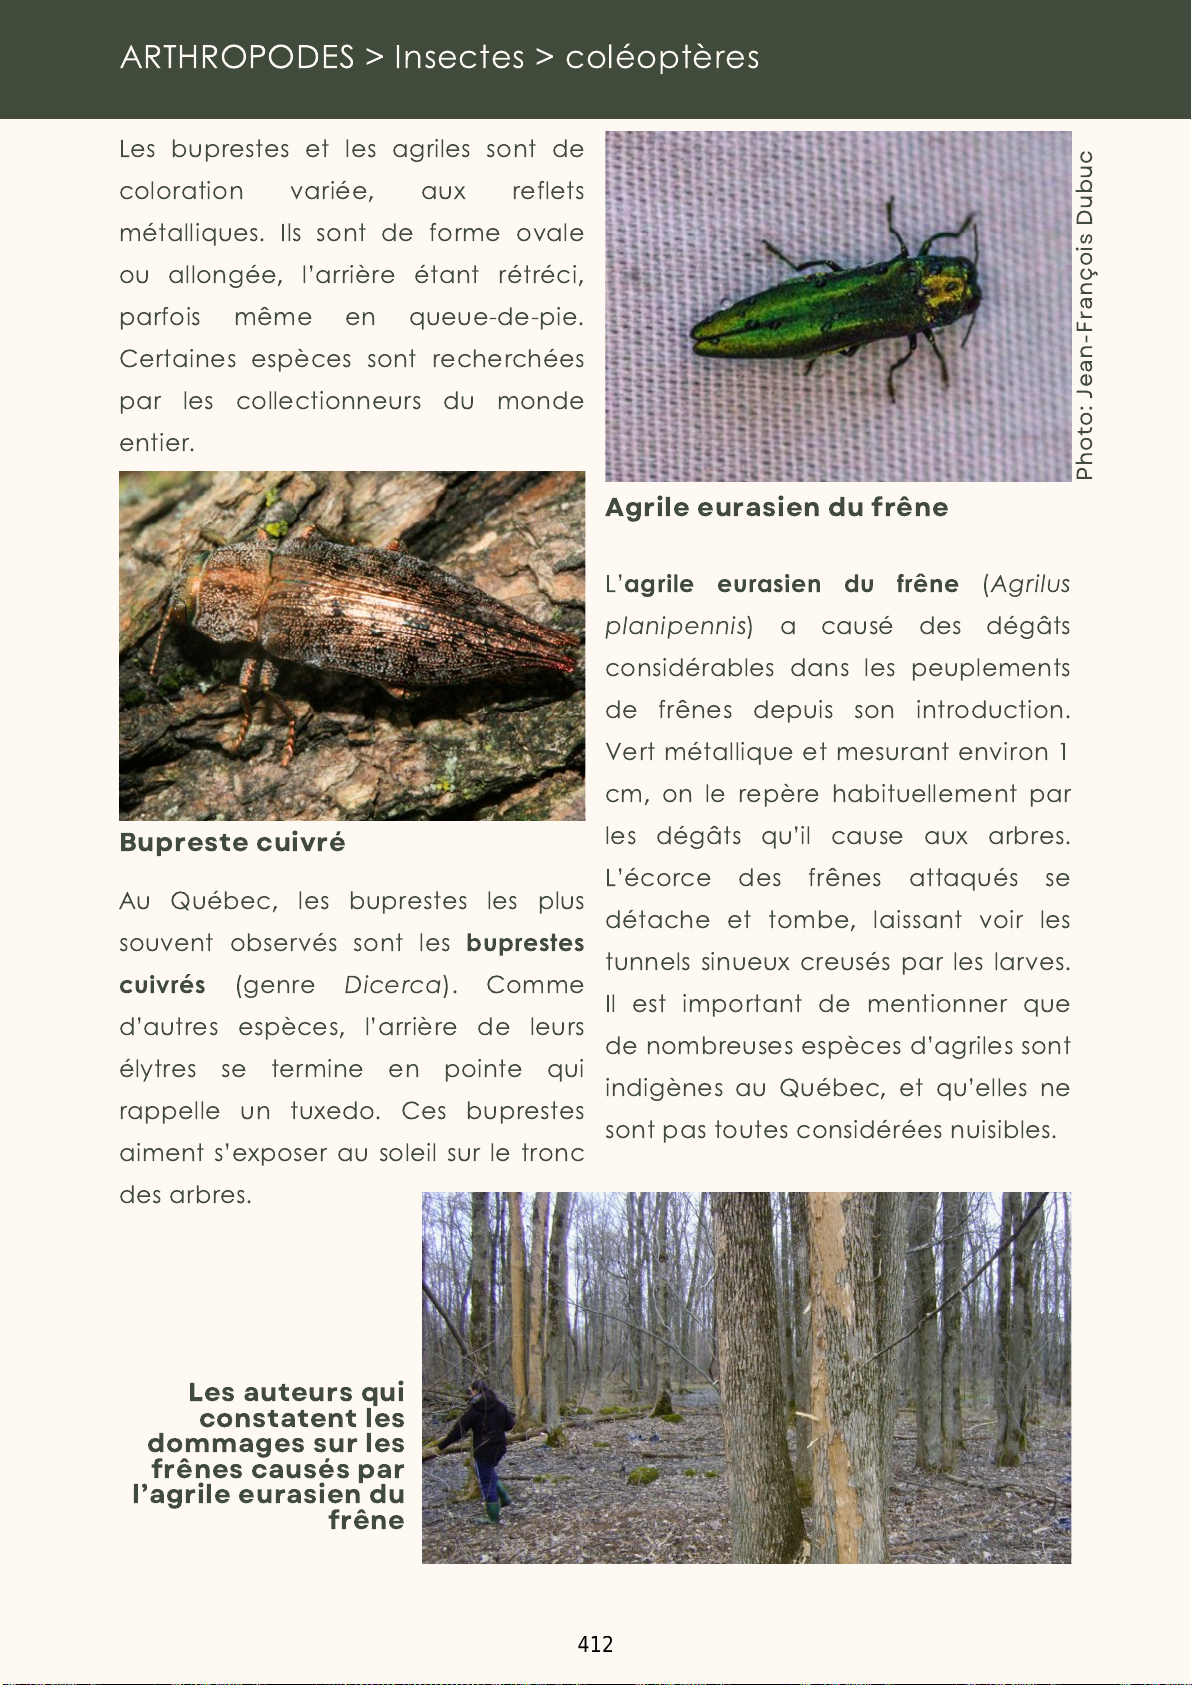 ARTHROPODES > Insectes > coléoptères
Les buprestes et les agriles sont de
coloration variée, aux reflets
métalliques. Ils sont de forme ovale
ou allongée, l'arrière étant rétréci,
parfois même en queue-de-pie.
Certaines espèces sont recherchées
par les collectionneurs du monde
entier.
Bupreste cuivré
Au Québec, les buprestes les plus
souvent observés sont les buprestes
cuivrés (genre Dicerca). Comme
d'autres espèces, l'arrière de leurs
élytres se termine en pointe qui
rappelle un tuxedo. Ces buprestes
aiment s'exposer au soleil sur le tronc
des arbres.
Photo: Jean-François Dubuc
Agrile eurasien du frêne
L'agrile eurasien du frêne (Agrilus
planipennis) a causé des dégâts
considérables dans les peuplements
de frênes depuis son introduction.
Vert métallique et mesurant environ 1
cm, on le repère habituellement par
les dégâts qu'il cause aux arbres.
L'écorce des frênes attaqués se
détache et tombe, laissant voir les
tunnels sinueux creusés par les larves.
Il est important de mentionner que
de nombreuses espèces d'agriles sont
indigènes au Québec, et qu'elles ne
sont pas toutes considérées nuisibles.
Les auteurs qui
constatent les
dommages sur les
frênes causés par
l'agrile eurasien du
frêne
412